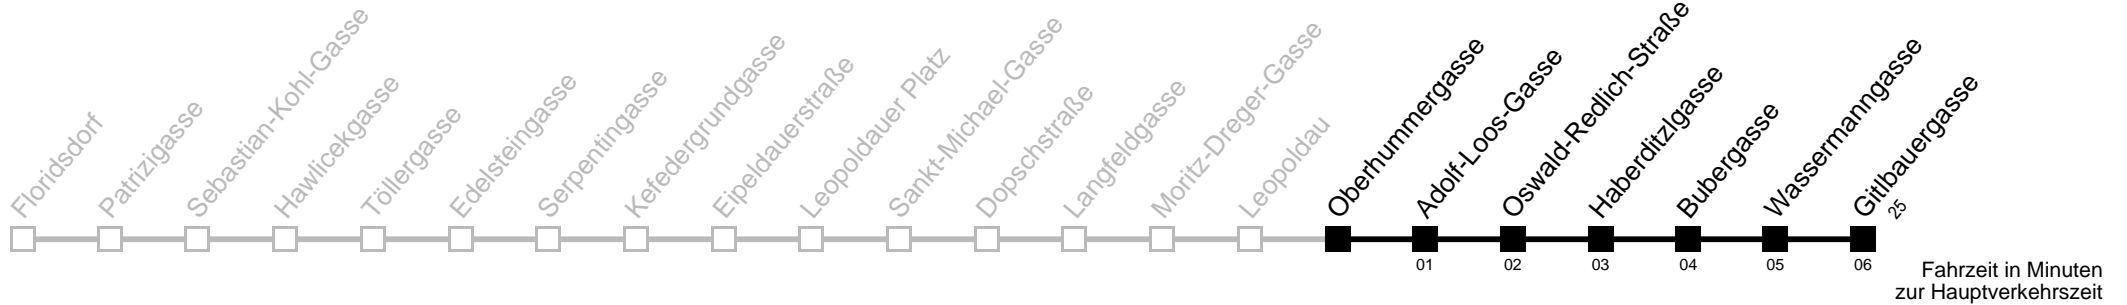 Floridsdorf
Patrizigasse
Sebastian-Kohl-Gasse
Hawlicekgasse
Töllergasse
Edelsteingasse
Serpentingasse
Kefedergrundgasse
Eipeldauerstraße
Leopoldauer Platz
Sankt-Michael-Gasse
Dopschstraße
Langfeldgasse
Moritz-Dreger-Gasse
Leopoldau
Oberhummergasse
Adolf-Loos-Gasse
Oswald-Redlich-Straße
Haberditzlgasse
Bubergasse
Wassermanngasse
Gitlbauergasse
25
01 02 03 04 05 06
Fahrzeit in Minuten
zur Hauptverkehrszeit